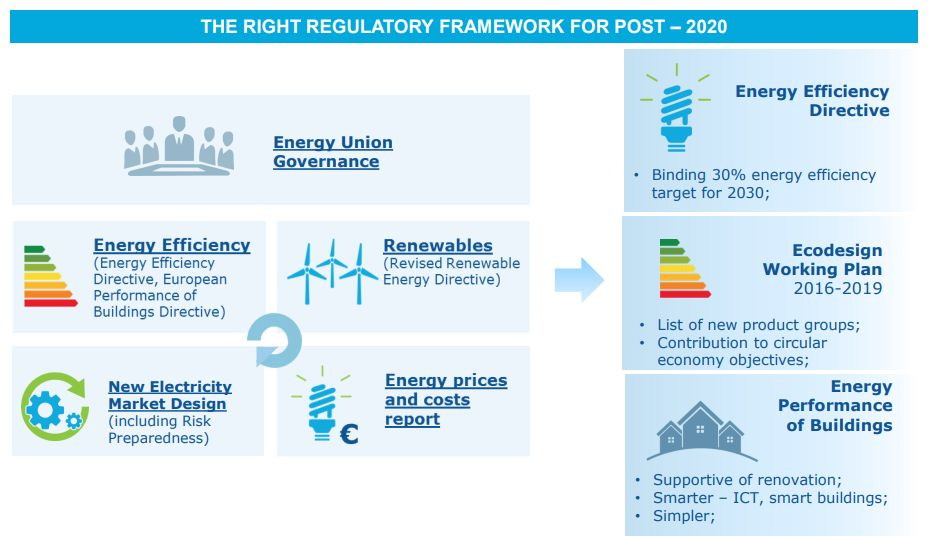 THE RIGHT REGULATORY FRAMEWORK FOR POST – 2020
Energy Union
Governance
Energy Efficiency
(Energy Efficiency
Directive, European
Performance of
Buildings Directive)
Renewables
(Revised Renewable
Energy Directive)
New Electricity
Market Design
(including Risk
Preparedness)
Energy prices
and costs
report
€
Energy Efficiency
Directive
• Binding 30% energy efficiency
target for 2030;
Ecodesign
Working Plan
2016-2019
• List of new product groups;
• Contribution to circular
economy objectives;
Energy
Performance
of Buildings
• Supportive of renovation;
• Smarter – ICT, smart buildings;
• Simpler;